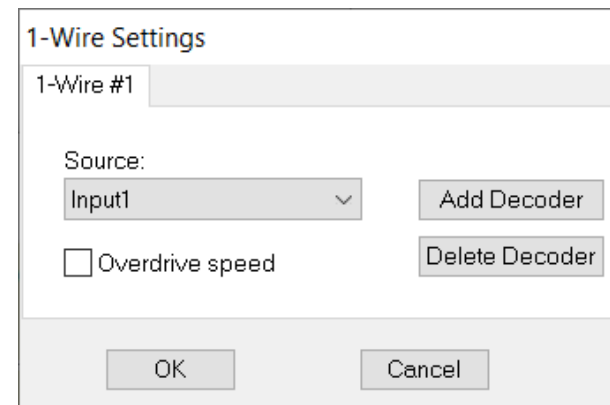 1-Wire Settings
1-Wire #1
Source:
Input1
Add Decoder
Overdrive speed
Delete Decoder
OK
Cancel